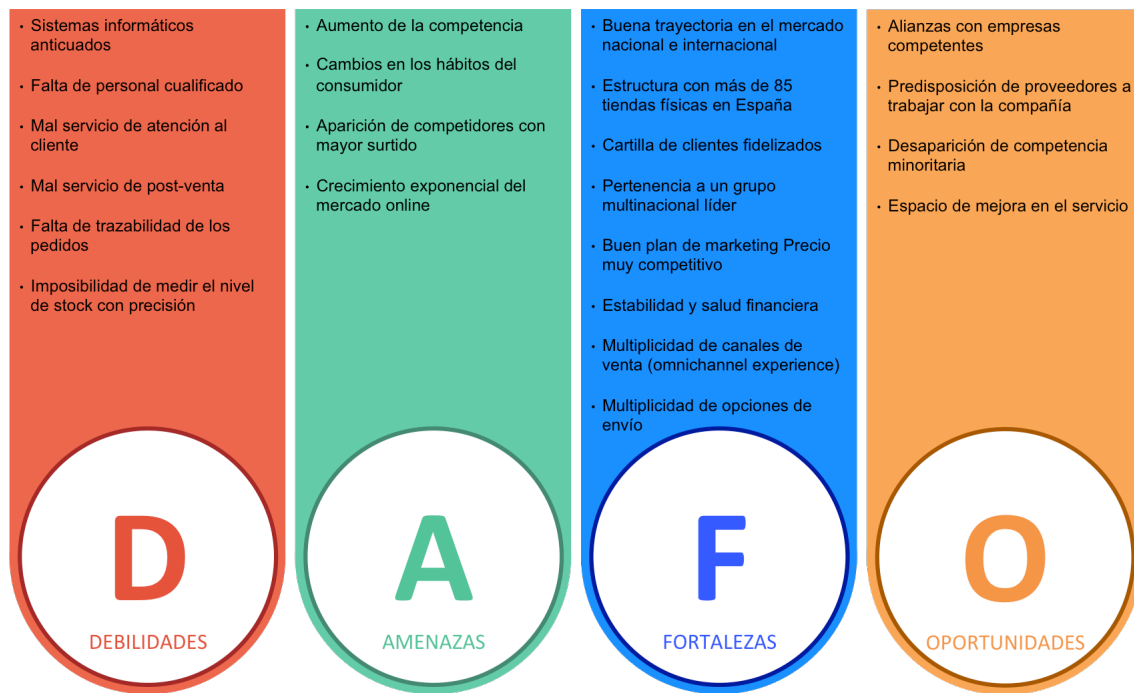 • Sistemas informáticos
anticuados
• Falta de personal cualificado
• Mal servicio de atención al
cliente
• Mal servicio de post-venta
• Falta de trazabilidad de los
pedidos
• Imposibilidad de medir el nivel
de stock con precisión
D
DEBILIDADES
• Aumento de la competencia
• Cambios en los hábitos del
consumidor
• Aparición de competidores con
mayor surtido
• Crecimiento exponencial del
mercado online
A
AMENAZAS
• Buena trayectoria en el mercado
nacional e internacional
• Estructura con más de 85
tiendas físicas en España
• Cartilla de clientes fidelizados
• Pertenencia a un grupo
multinacional líder
• Buen plan de marketing Precio
muy competitivo
• Estabilidad y salud financiera
• Multiplicidad de canales de
venta (omnichannel experience)
• Multiplicidad de opciones de
envío
F
FORTALEZAS
• Alianzas con empresas
competentes
• Predisposición de proveedores a
trabajar con la compañía
• Desaparición de competencia
minoritaria
• Espacio de mejora en el servicio
O
OPORTUNIDADES